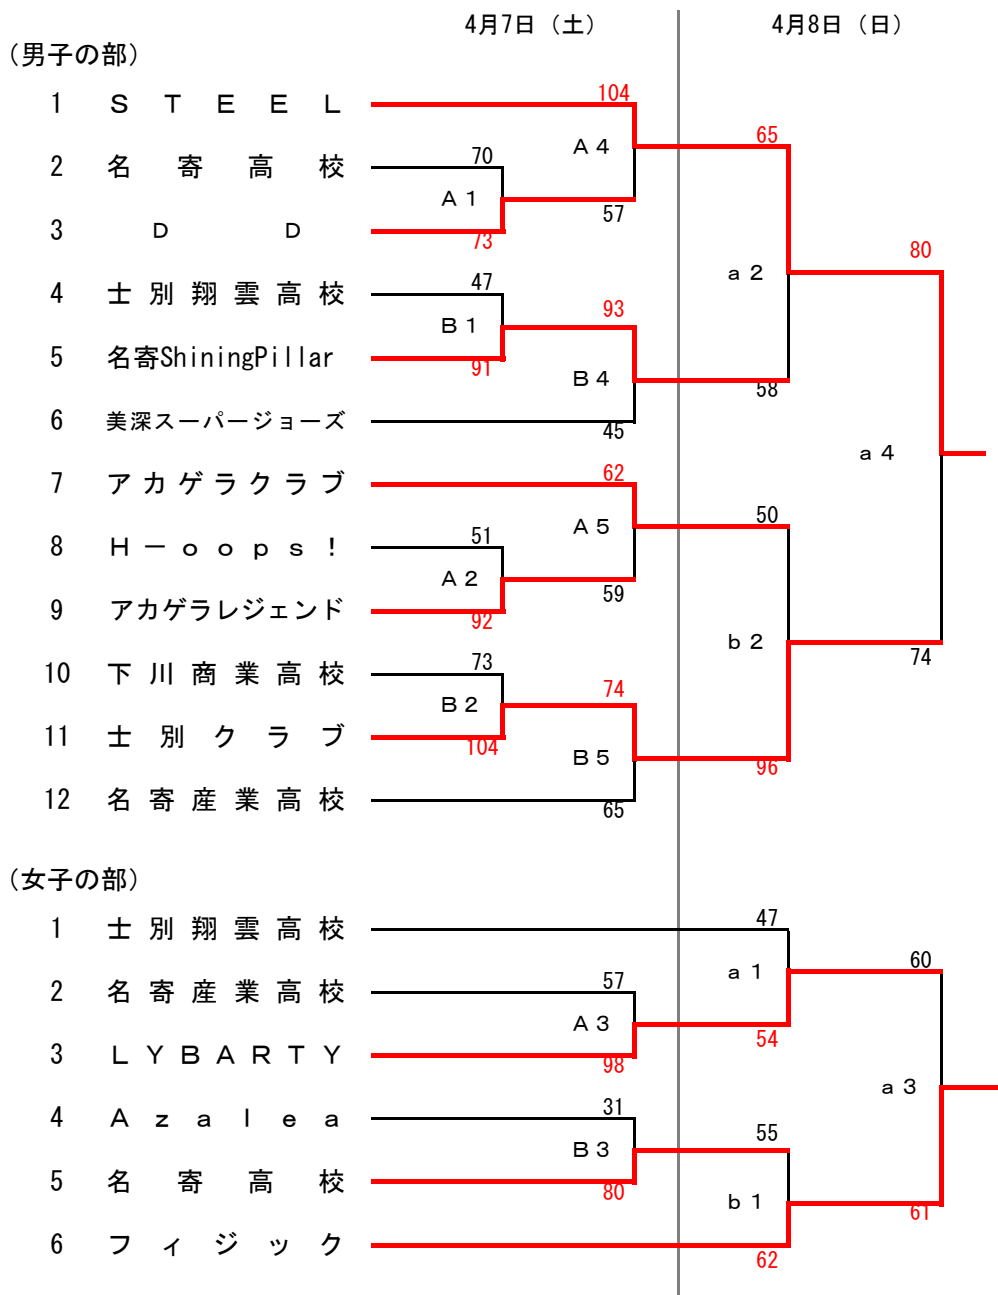 4月7日（土） 4月8日（日）
（男子の部）
104
1 ＳＴＥＥＬ
65
Ａ４
70
2 名寄高校
Ａ１
57
3 ＤＤ
73
80
ａ２
47
4 士別翔雲高校
93
Ｂ１
5 名寄ShiningPillar
91
Ｂ４
58
6 美深スーパージョーズ
45
ａ４
62
7 アカゲラクラブ
50
Ａ５
51
8 Ｈ－ｏｏｐｓ！
Ａ２
59
9 アカゲラレジェンド
92
ｂ２
74
73
10 下川商業高校
74
Ｂ２
11 士別クラブ
104
Ｂ５
96
12 名寄産業高校
65
（女子の部）
47
1 士別翔雲高校
60
ａ１
57
2 名寄産業高校
Ａ３
54
3 ＬＹＢＡＲＴＹ
98
ａ３
31
4 Ａｚａｌｅａ
55
Ｂ３
5 名寄高校
80
ｂ１
61
6 フィジック
62